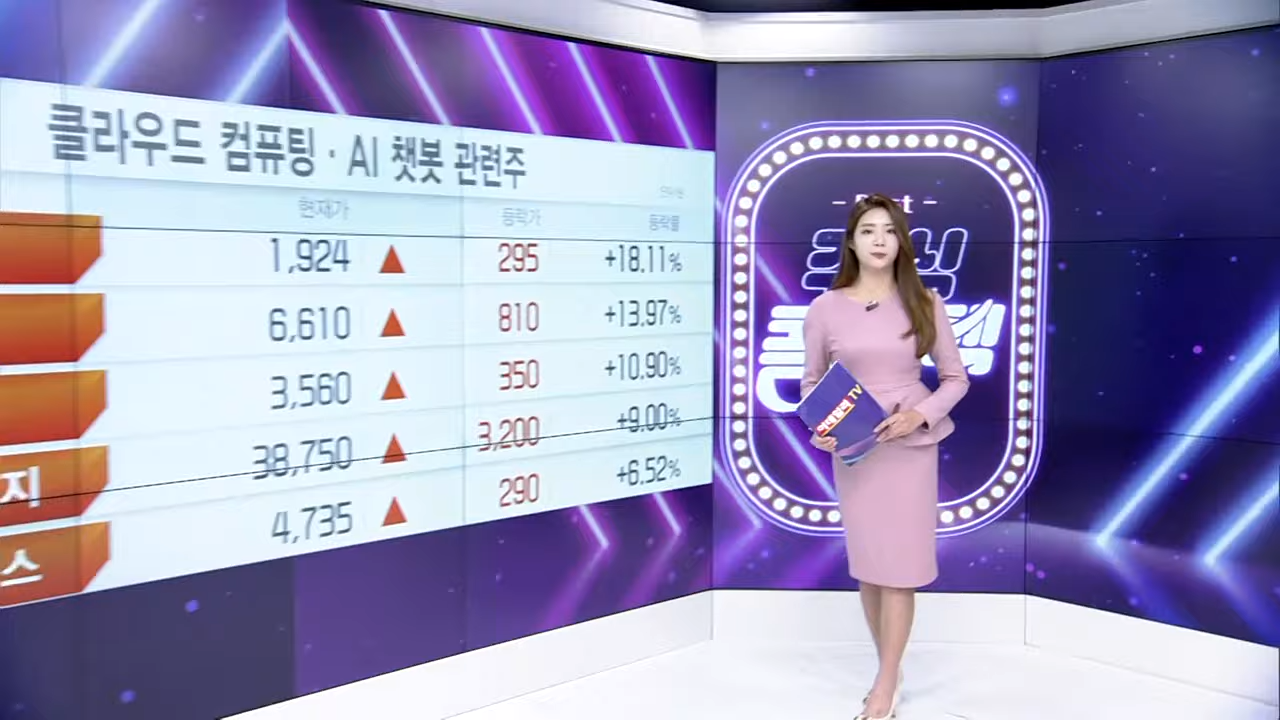 클라우드 컴퓨팅 · AI 챗봇 관련주
현재가 등락가 등락률
1,924 ▲ 295 +18.11%
6,610 ▲ 810 +13.97%
3,560 ▲ 350 +10.90%
지 38,750 ▲ 3,200 +9.00%
스 4,735 ▲ 290 +6.52%
TV